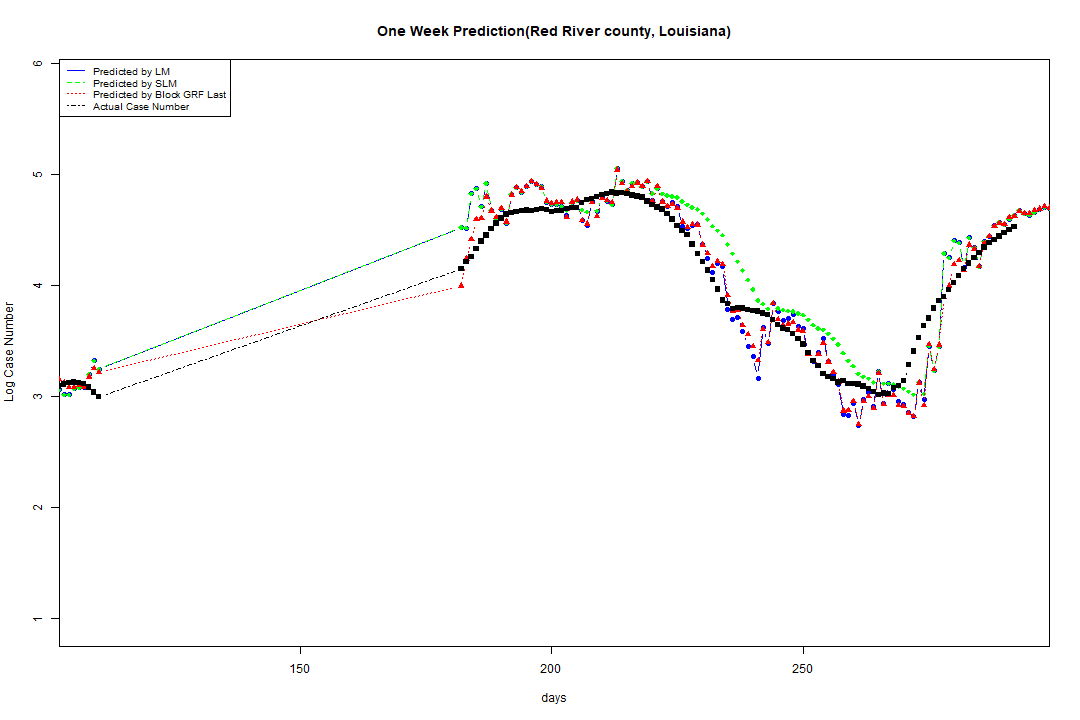 One Week Prediction(Red River county, Louisiana)
Predicted by LM
Predicted by SLM
Predicted by Block GRF Last
Actual Case Number
6
5
4
3
2
1
Log Case Number
150
200
250
days